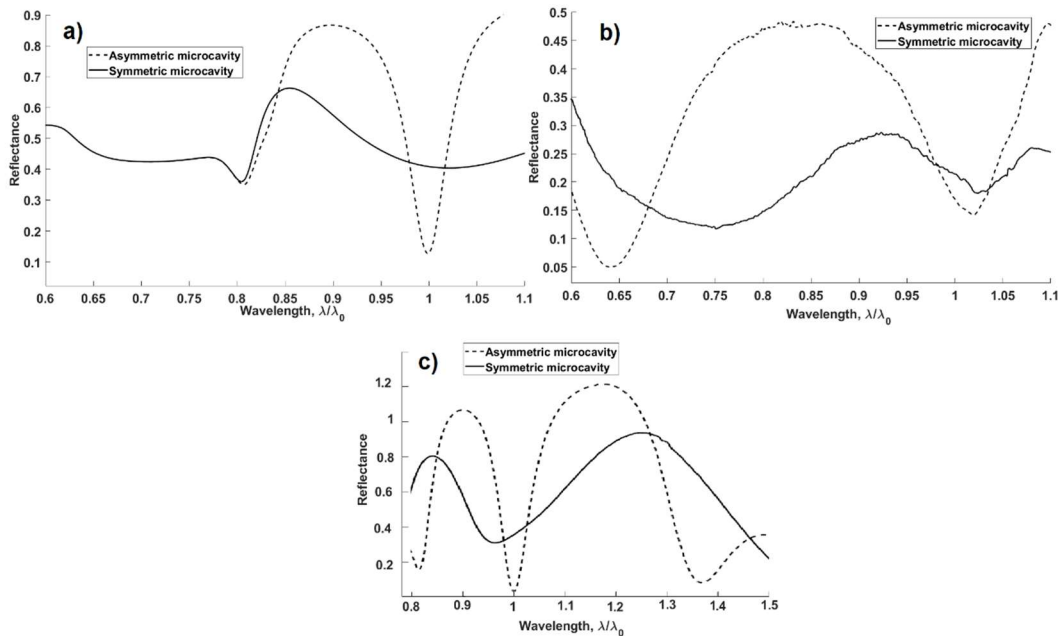 a)
Asymmetric microcavity
Symmetric microcavity
Reflectance
0.9
0.8
0.7
0.6
0.5
0.4
0.3
0.2
0.1
0.6 0.65 0.7 0.75 0.8 0.85 0.9 0.95 1 1.05 1.1
Wavelength, λ/λ0
b)
Asymmetric microcavity
Symmetric microcavity
Reflectance
0.5
0.45
0.4
0.35
0.3
0.25
0.2
0.15
0.1
0.05
0.6 0.65 0.7 0.75 0.8 0.85 0.9 0.95 1 1.05 1.1
Wavelength, λ/λ0
c)
Asymmetric microcavity
Symmetric microcavity
Reflectance
1.2
1
0.8
0.6
0.4
0.2
0.8 0.9 1 1.1 1.2 1.3 1.4 1.5
Wavelength, λ/λ0